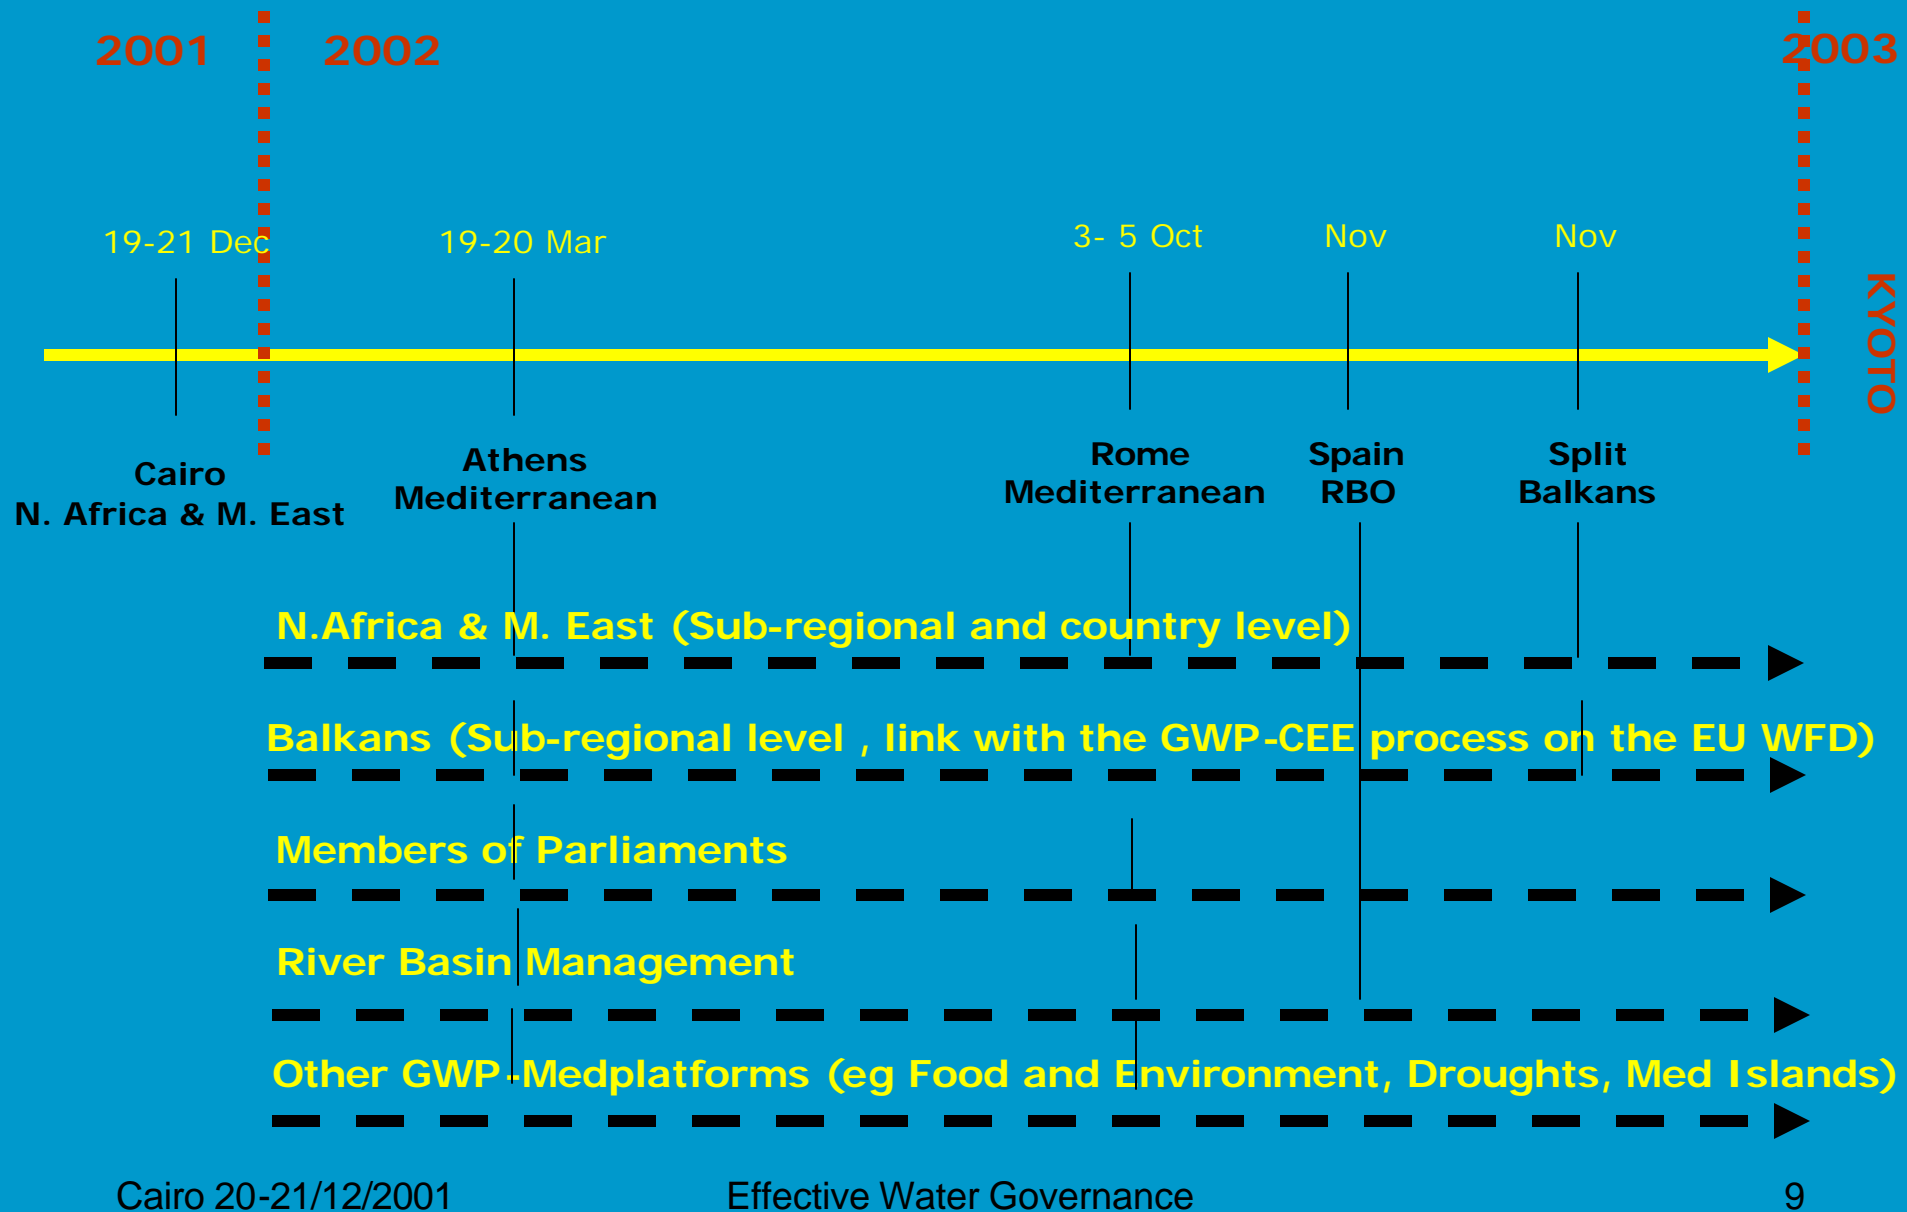 2001
2002
2003
19-21 Dec
19-20 Mar
3- 5 Oct
Nov
Nov
KYOTO
Cairo
N. Africa & M. East
Athens
Mediterranean
Rome
Mediterranean
Spain
RBO
Split
Balkans
N.Africa & M. East (Sub-regional and country level)
Balkans (Sub-regional level , link with the GWP-CEE process on the EU WFD)
Members of Parliaments
River Basin Management
Other GWP-Medplatforms (eg Food and Environment, Droughts, Med Islands)
Cairo 20-21/12/2001
Effective Water Governance
9